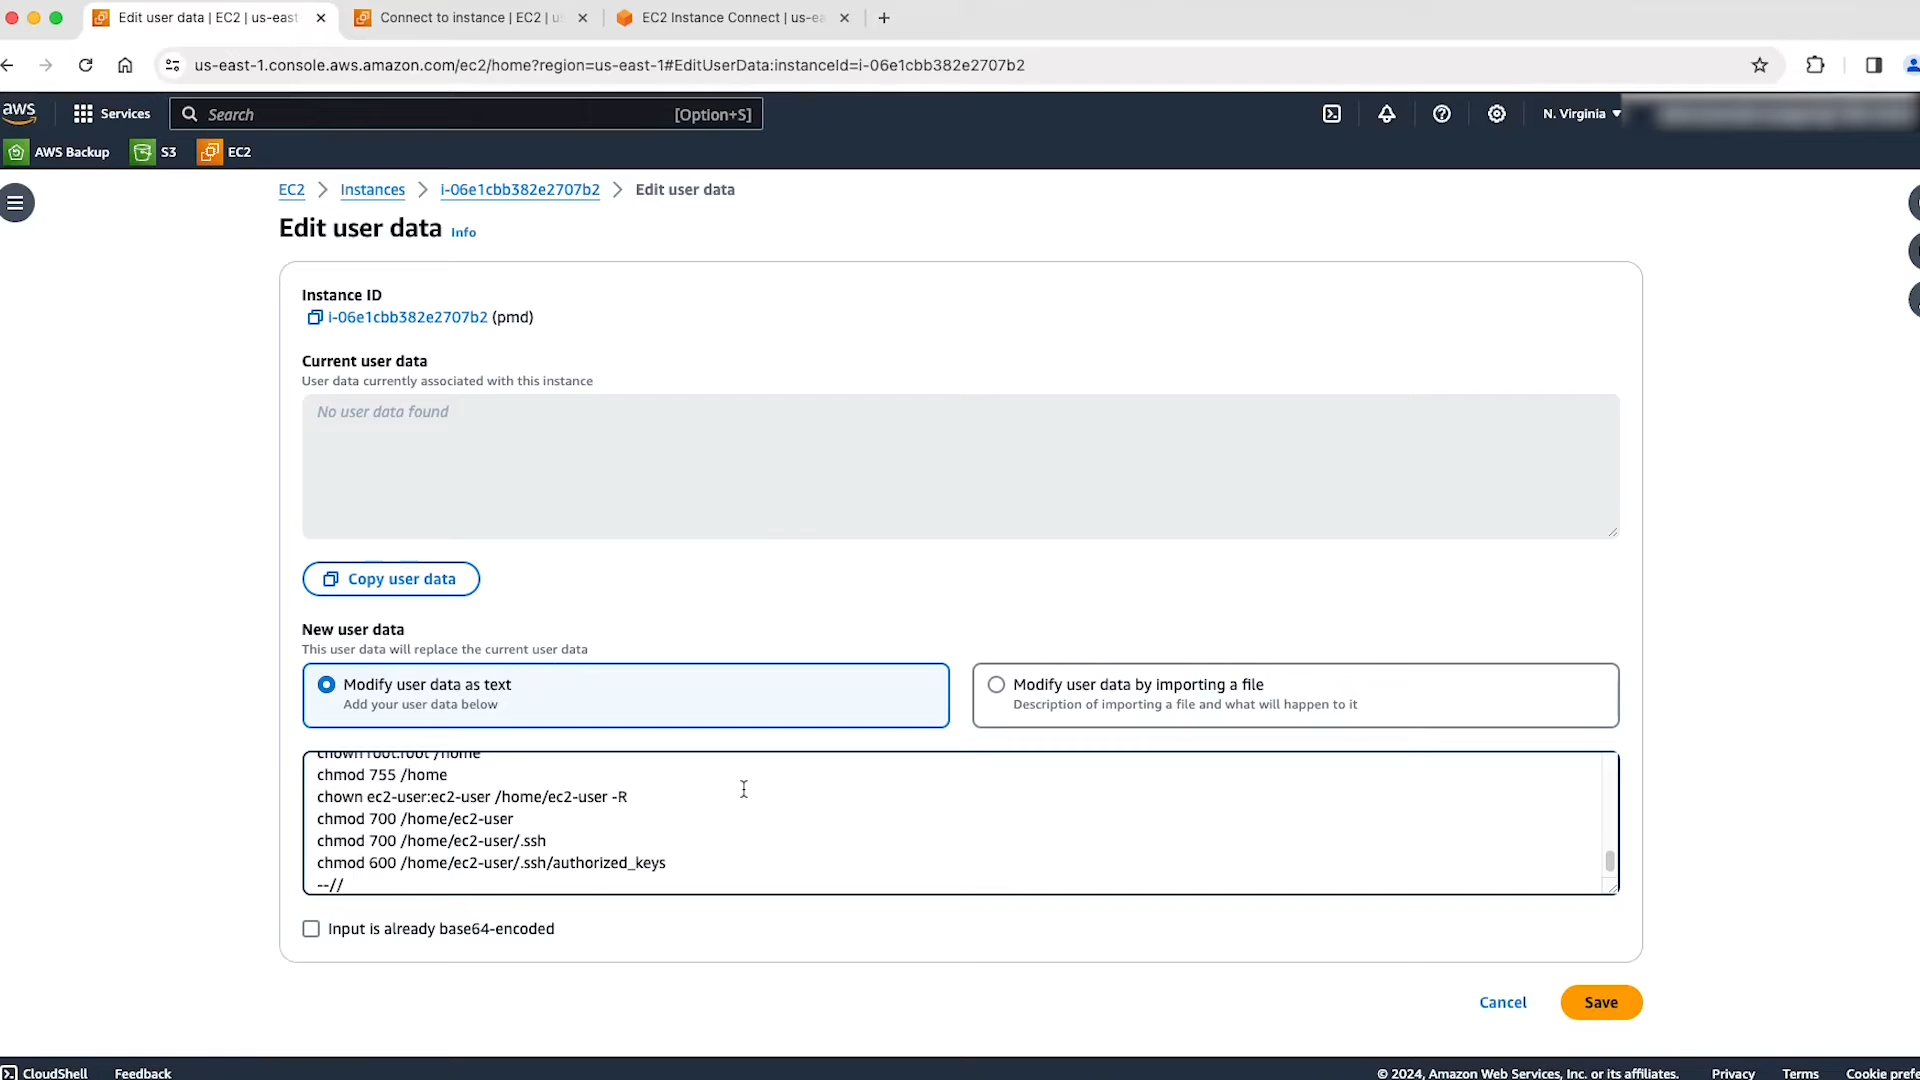 Edit user data | EC2 | us-east
Connect to instance | EC2 | us
EC2 Instance Connect | us-ea
us-east-1.console.aws.amazon.com/ec2/home?region=us-east-1#EditUserData:instanceId=i-06e1cbb382e2707b2
aws
Services
Search
[Option+S]
N. Virginia
AWS Backup
S3
EC2
EC2 > Instances > i-06e1cbb382e2707b2 > Edit user data
Edit user data Info
Instance ID
i-06e1cbb382e2707b2 (pmd)
Current user data
User data currently associated with this instance
No user data found
Copy user data
New user data
This user data will replace the current user data
Modify user data as text
Add your user data below
Modify user data by importing a file
Description of importing a file and what will happen to it
chown root:root /home
chmod 755 /home
chown ec2-user:ec2-user /home/ec2-user -R
chmod 700 /home/ec2-user
chmod 700 /home/ec2-user/.ssh
chmod 600 /home/ec2-user/.ssh/authorized_keys
--//
Input is already base64-encoded
Cancel
Save
CloudShell
Feedback
© 2024, Amazon Web Services, Inc. or its affiliates.
Privacy
Terms
Cookie prefe